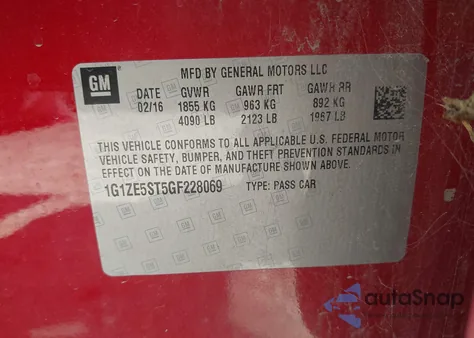 GM
MFD BY GENERAL MOTORS LLC
DATE GVWR GAWR FRT GAWR RR
02/16 1855 KG 963 KG 892 KG
4090 LB 2123 LB 1967 LB
THIS VEHICLE CONFORMS TO ALL APPLICABLE U.S. FEDERAL MOTOR
VEHICLE SAFETY, BUMPER, AND THEFT PREVENTION STANDARDS IN
EFFECT ON THE DATE OF MANUFACTURE SHOWN ABOVE.
1G1ZE5ST5GF228069 TYPE: PASS CAR
autoSnap